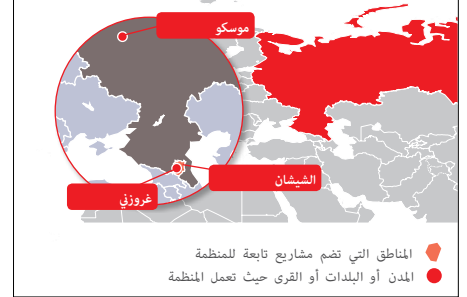 موسكو
الشيشان
غروزني
المناطق التي تضم مشاريع تابعة للمنظمة
المدن أو البلدات أو القرى حيث تعمل المنظمة